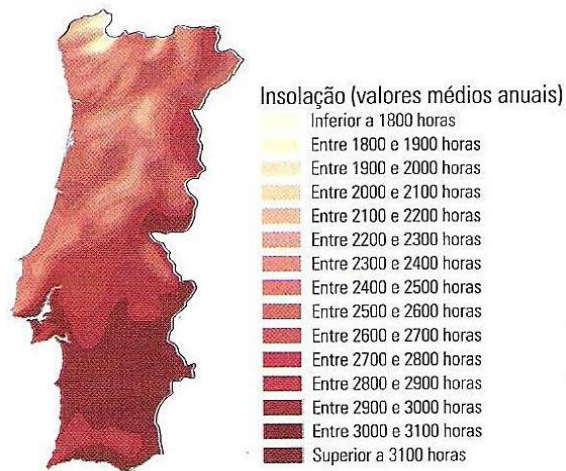 Insolação (valores médios anuais)
Inferior a 1800 horas
Entre 1800 e 1900 horas
Entre 1900 e 2000 horas
Entre 2000 e 2100 horas
Entre 2100 e 2200 horas
Entre 2200 e 2300 horas
Entre 2300 e 2400 horas
Entre 2400 e 2500 horas
Entre 2500 e 2600 horas
Entre 2600 e 2700 horas
Entre 2700 e 2800 horas
Entre 2800 e 2900 horas
Entre 2900 e 3000 horas
Entre 3000 e 3100 horas
Superior a 3100 horas